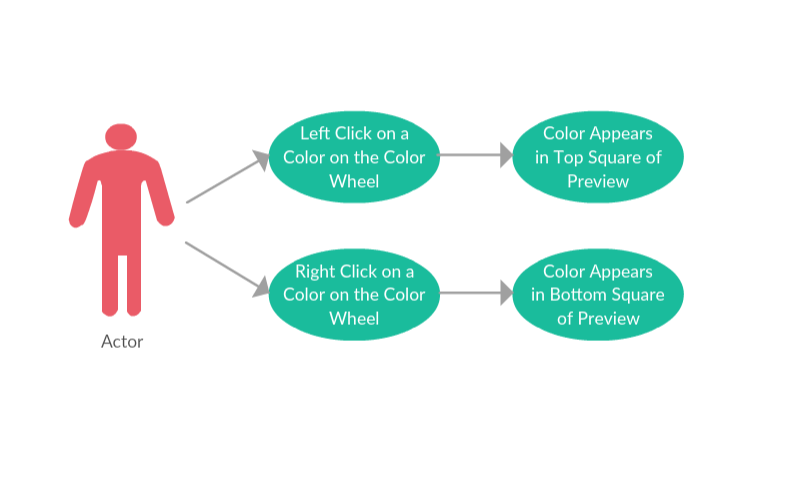 Left Click on a
Color on the Color
Wheel
Color Appears
in Top Square of
Preview
Right Click on a
Color on the Color
Wheel
Color Appears
in Bottom Square
of Preview
Actor